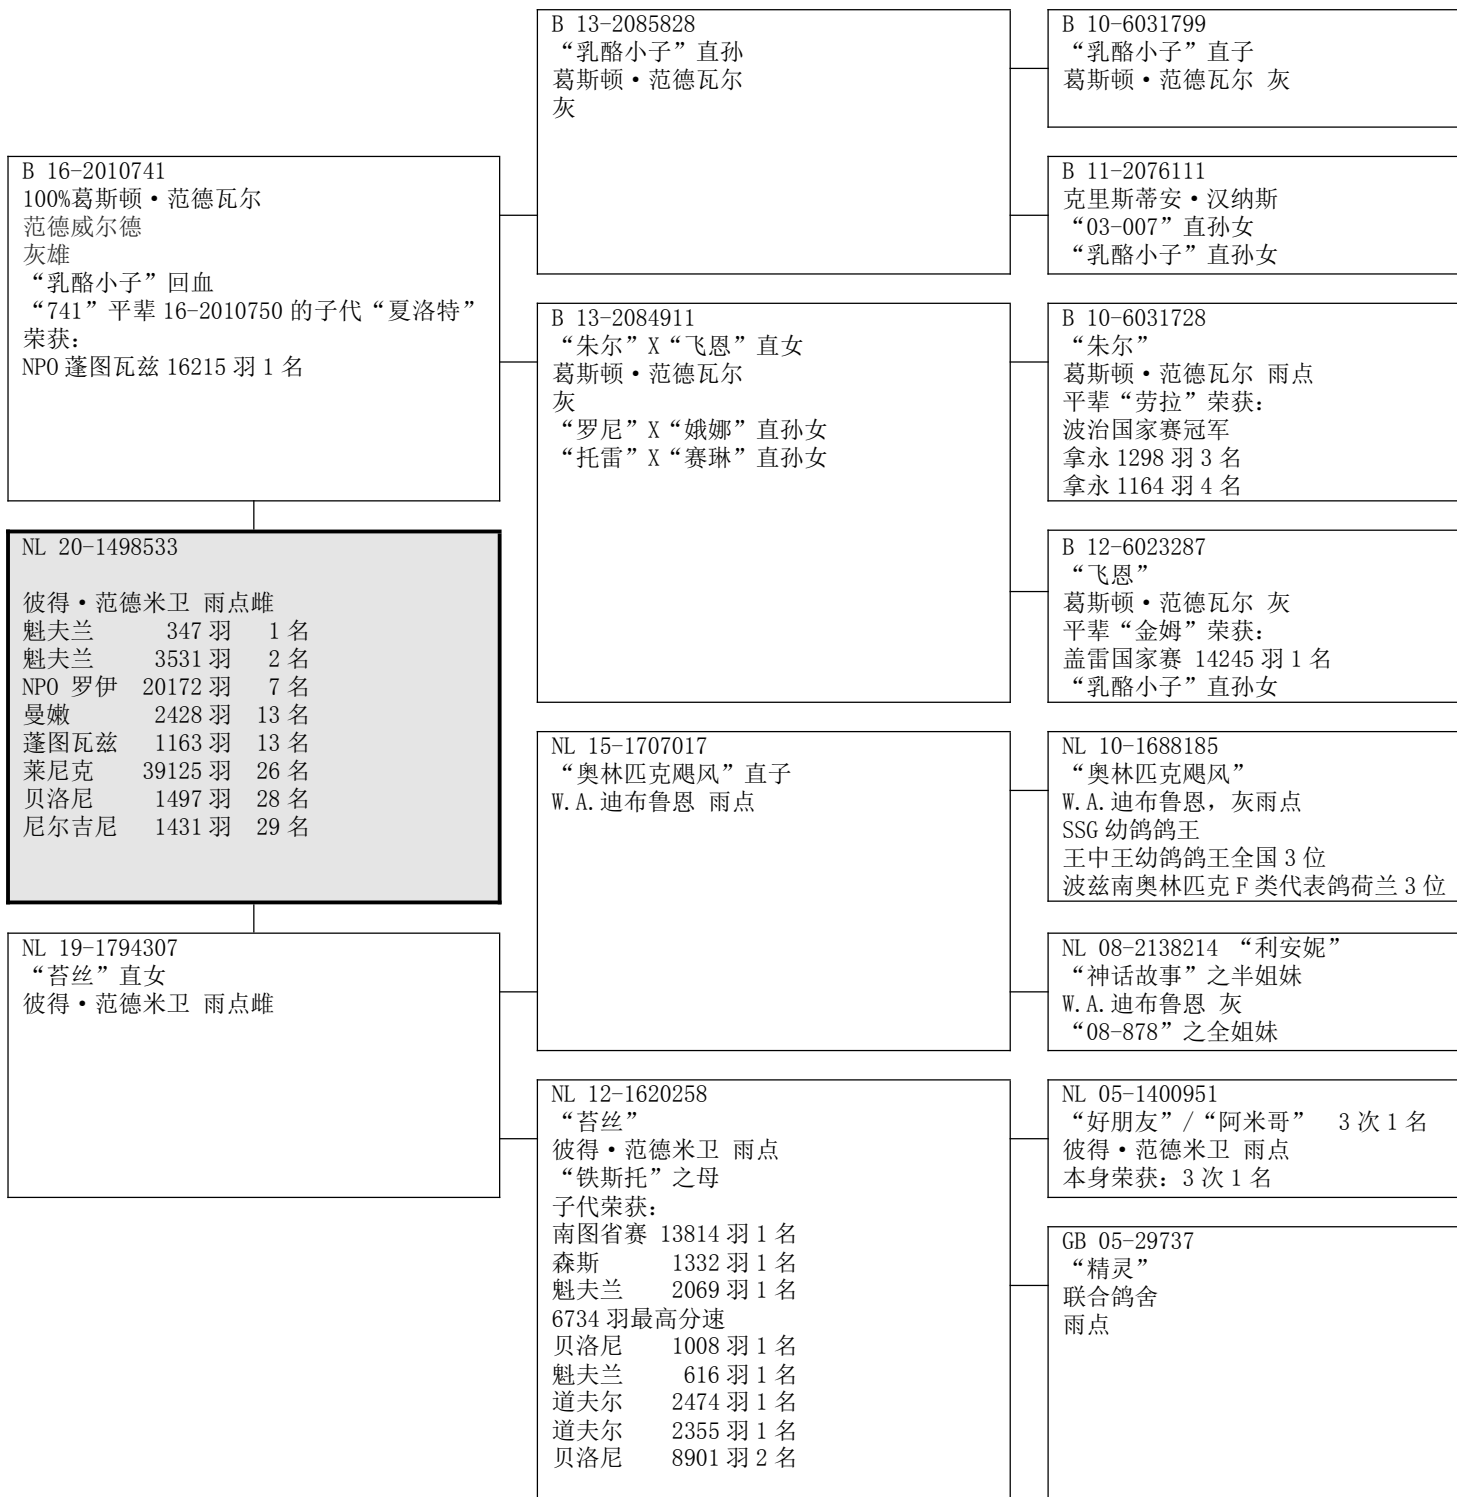 B 16-2010741
100%葛斯顿•范德瓦尔
范德威尔德
灰雄
“乳酪小子”回血
“741”平辈 16-2010750 的子代“夏洛特”
荣获：
NPO 蓬图瓦兹 16215 羽 1 名
NL 20-1498533
彼得•范德米卫 雨点雌
魁夫兰 347 羽 1 名
魁夫兰 3531 羽 2 名
NPO 罗伊 20172 羽 7 名
曼嫩 2428 羽 13 名
蓬图瓦兹 1163 羽 13 名
莱尼克 39125 羽 26 名
贝洛尼 1497 羽 28 名
尼尔吉尼 1431 羽 29 名
NL 19-1794307
“苔丝”直女
彼得•范德米卫 雨点雌
B 13-2085828
“乳酪小子”直孙
葛斯顿•范德瓦尔
灰
B 13-2084911
“朱尔”X“飞恩”直女
葛斯顿•范德瓦尔
灰
“罗尼”X“娥娜”直孙女
“托雷”X“赛琳”直孙女
NL 15-1707017
“奥林匹克飓风”直子
W.A.迪布鲁恩 雨点
NL 12-1620258
“苔丝”
彼得•范德米卫 雨点
“铁斯托”之母
子代荣获：
南图省赛 13814 羽 1 名
森斯 1332 羽 1 名
魁夫兰 2069 羽 1 名
6734 羽最高分速
贝洛尼 1008 羽 1 名
魁夫兰 616 羽 1 名
道夫尔 2474 羽 1 名
道夫尔 2355 羽 1 名
贝洛尼 8901 羽 2 名
B 10-6031799
“乳酪小子”直子
葛斯顿•范德瓦尔 灰
B 11-2076111
克里斯蒂安•汉纳斯
“03-007”直孙女
“乳酪小子”直孙女
B 10-6031728
“朱尔”
葛斯顿•范德瓦尔 雨点
平辈“劳拉”荣获：
波治国家赛冠军
拿永 1298 羽 3 名
拿永 1164 羽 4 名
B 12-6023287
“飞恩”
葛斯顿•范德瓦尔 灰
平辈“金姆”荣获：
盖雷国家赛 14245 羽 1 名
“乳酪小子”直孙女
NL 10-1688185
“奥林匹克飓风”
W.A.迪布鲁恩，灰雨点
SSG 幼鸽鸽王
王中王幼鸽鸽王全国 3 位
波兹南奥林匹克 F 类代表鸽荷兰 3 位
NL 08-2138214 “利安妮”
“神话故事”之半姐妹
W.A.迪布鲁恩 灰
“08-878”之全姐妹
NL 05-1400951
“好朋友”/“阿米哥” 3 次 1 名
彼得•范德米卫 雨点
本身荣获：3 次 1 名
GB 05-29737
“精灵”
联合鸽舍
雨点